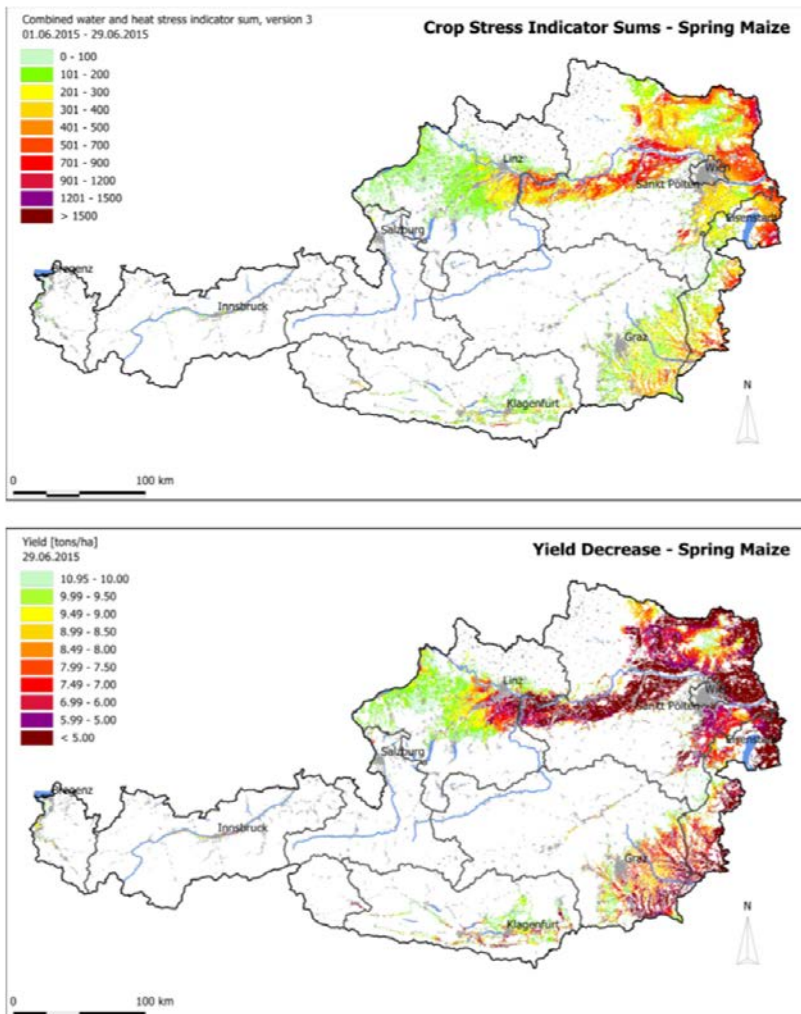 Combined water and heat stress indicator sum, version 3
01.06.2015 - 29.06.2015
Crop Stress Indicator Sums - Spring Maize
0 - 100
101 - 200
201 - 300
301 - 400
401 - 500
501 - 700
701 - 900
901 - 1200
1201 - 1500
> 1500
Linz
Wien
Sankt Pölten
Eisenstadt
Salzburg
Bregenz
Innsbruck
Graz
Klagenfurt
N
0 100 km
Yield [tons/ha]
29.06.2015
Yield Decrease - Spring Maize
10.95 - 10.00
9.99 - 9.50
9.49 - 9.00
8.99 - 8.50
8.49 - 8.00
7.99 - 7.50
7.49 - 7.00
6.99 - 6.00
5.99 - 5.00
< 5.00
Linz
Wien
Sankt Pölten
Eisenstadt
Salzburg
Bregenz
Innsbruck
Graz
Klagenfurt
N
0 100 km